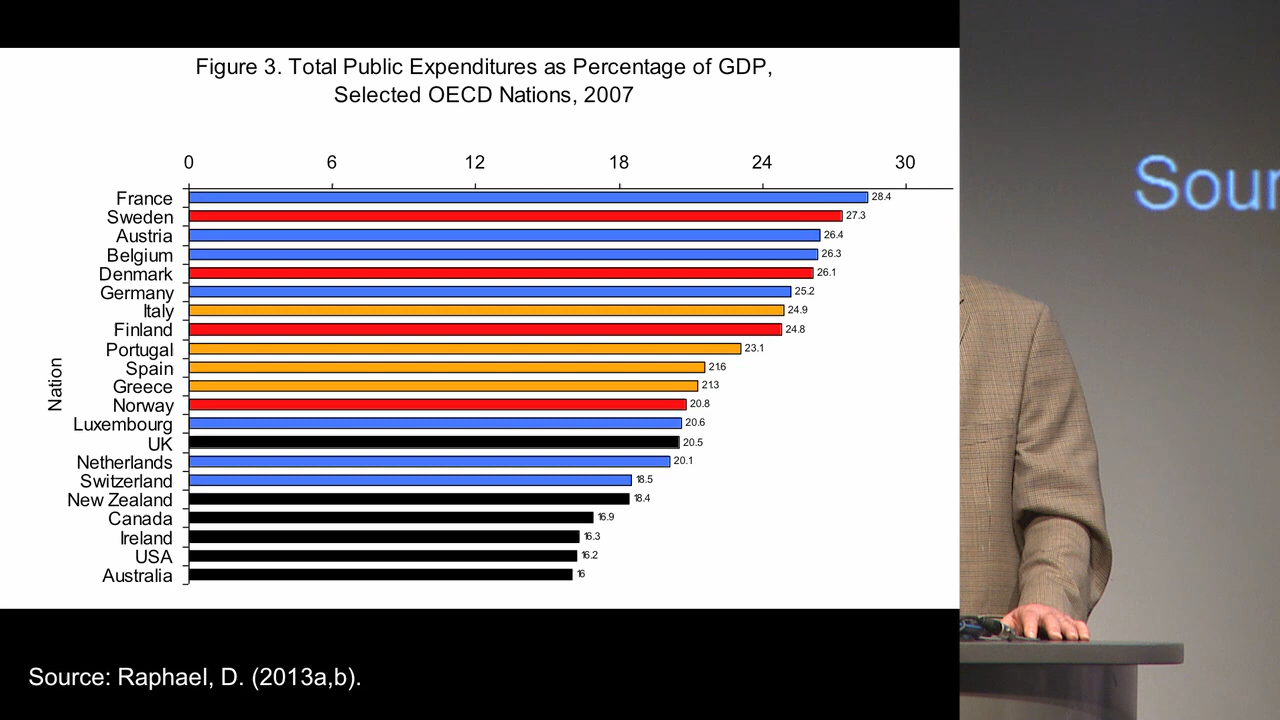 Figure 3. Total Public Expenditures as Percentage of GDP,
Selected OECD Nations, 2007
0 6 12 18 24 30
Nation
France 28.4
Sweden 27.3
Austria 26.4
Belgium 26.3
Denmark 26.1
Germany 25.2
Italy 24.9
Finland 24.8
Portugal 23.1
Spain 21.6
Greece 21.3
Norway 20.8
Luxembourg 20.6
UK 20.5
Netherlands 20.1
Switzerland 18.5
New Zealand 18.4
Canada 16.9
Ireland 16.3
USA 16.2
Australia 16
Source: Raphael, D. (2013a,b).
Sour